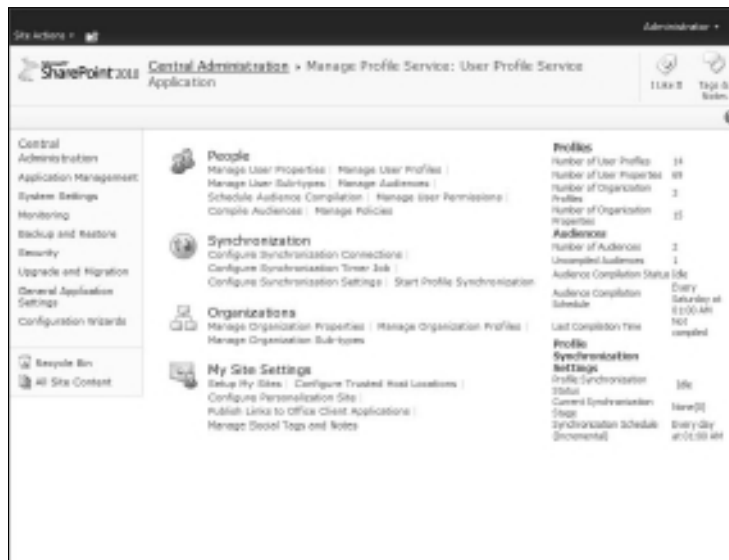 Site Actions
Administrator
SharePoint 2010
Central Administration › Manage Profile Service: User Profile Service
Application
I Like It
Tags &
Notes
Central
Administration
Application Management
System Settings
Monitoring
Backup and Restore
Security
Upgrade and Migration
General Application
Settings
Configuration Wizards
Recycle Bin
All Site Content
People
Manage User Properties | Manage User Profiles |
Manage User Sub-types | Manage Audiences |
Schedule Audience Compilation | Manage User Permissions |
Compile Audiences | Manage Policies
Synchronization
Configure Synchronization Connections |
Configure Synchronization Timer Job |
Configure Synchronization Settings | Start Profile Synchronization
Organizations
Manage Organization Properties | Manage Organization Profiles |
Manage Organization Sub-types
My Site Settings
Setup My Sites | Configure Trusted Host Locations |
Configure Personalization Site |
Publish Links to Office Client Applications |
Manage Social Tags and Notes
Profiles
Number of User Profiles 14
Number of User Properties 69
Number of Organization
Profiles 3
Number of Organization
Properties 15
Audiences
Number of Audiences 2
Uncompiled Audiences 1
Audience Compilation Status Idle
Audience Compilation
Schedule
Every
Saturday at
01:00 AM
Last Compilation Time
Not
compiled
Profile
Synchronization
Settings
Profile Synchronization
Status Idle
Current Synchronization
Stage None(0)
Synchronization Schedule
(Incremental)
Every day
at 01:00 AM